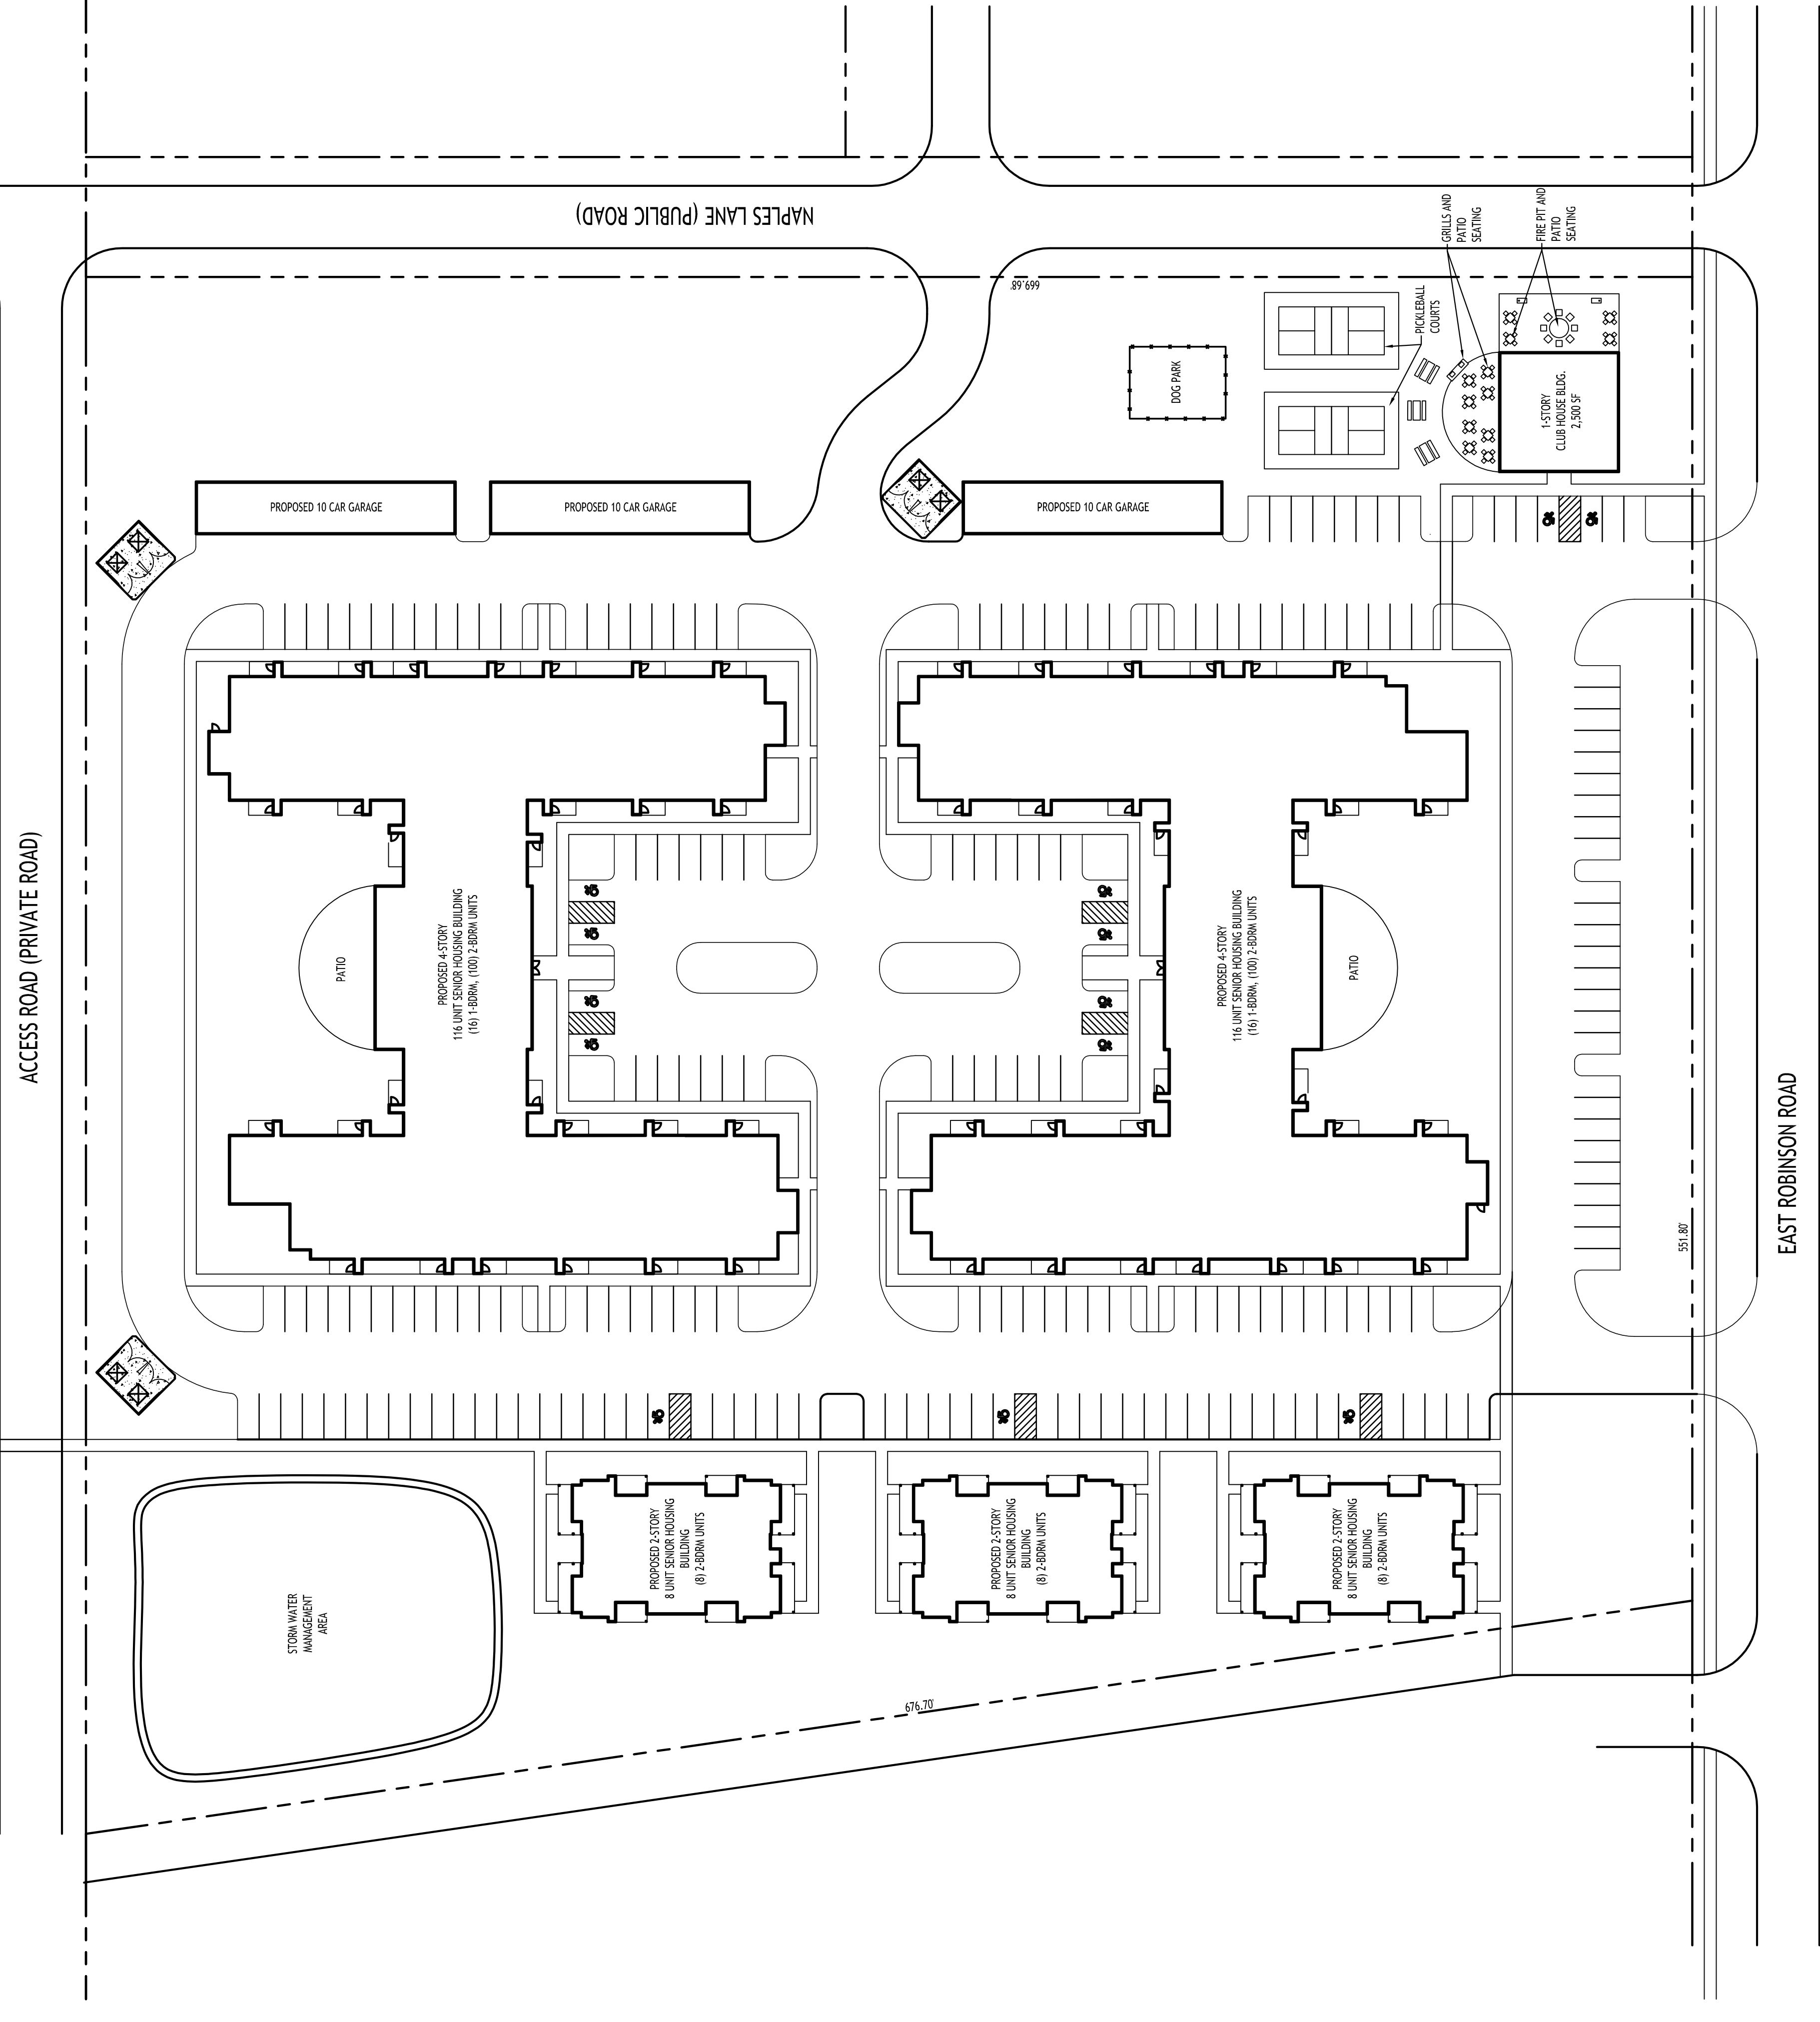 NAPLES LANE (PUBLIC ROAD)
GRILLS AND
PATIO
SEATING
FIRE PIT AND
PATIO
SEATING
669.68'
PICKLEBALL
COURTS
DOG PARK
1-STORY
CLUB HOUSE BLDG.
2,500 SF
PROPOSED 10 CAR GARAGE
PROPOSED 10 CAR GARAGE
PROPOSED 10 CAR GARAGE
ACCESS ROAD (PRIVATE ROAD)
PATIO
PROPOSED 4-STORY
116 UNIT SENIOR HOUSING BUILDING
(16) 1-BDRM, (100) 2-BDRM UNITS
PROPOSED 4-STORY
116 UNIT SENIOR HOUSING BUILDING
(16) 1-BDRM, (100) 2-BDRM UNITS
PATIO
EAST ROBINSON ROAD
551.80'
STORM WATER
MANAGEMENT
AREA
PROPOSED 2-STORY
8 UNIT SENIOR HOUSING
BUILDING
(8) 2-BDRM UNITS
PROPOSED 2-STORY
8 UNIT SENIOR HOUSING
BUILDING
(8) 2-BDRM UNITS
PROPOSED 2-STORY
8 UNIT SENIOR HOUSING
BUILDING
(8) 2-BDRM UNITS
676.70'